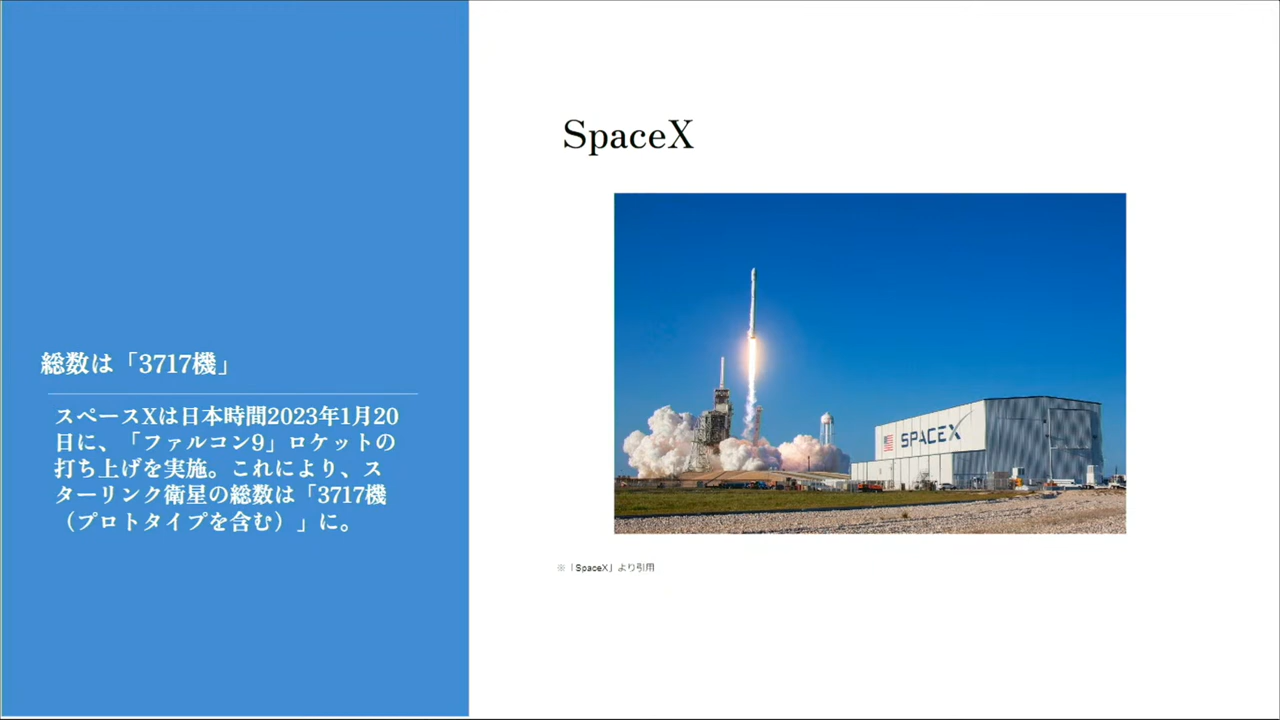 総数は「3717機」
スペースXは日本時間2023年1月20
日に、「ファルコン9」ロケットの
打ち上げを実施。これにより、ス
ターリンク衛星の総数は「3717機
（プロトタイプを含む）」に。
SpaceX
SPACEX
※「SpaceX」より引用